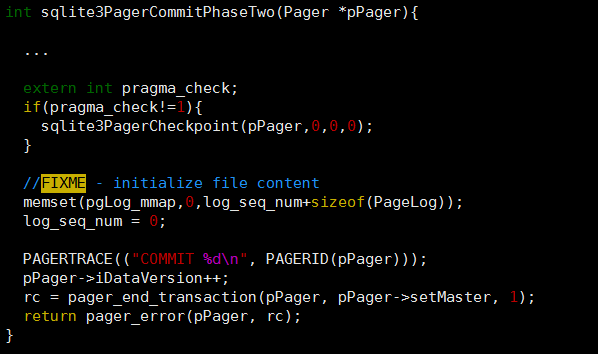 int sqlite3PagerCommitPhaseTwo(Pager *pPager){
...
extern int pragma_check;
if(pragma_check!=1){
sqlite3PagerCheckpoint(pPager,0,0,0);
}
//FIXME - initialize file content
memset(pgLog_mmap,0,log_seq_num+sizeof(PageLog));
log_seq_num = 0;
PAGERTRACE(("COMMIT %d\n", PAGERID(pPager)));
pPager->iDataVersion++;
rc = pager_end_transaction(pPager, pPager->setMaster, 1);
return pager_error(pPager, rc);
}